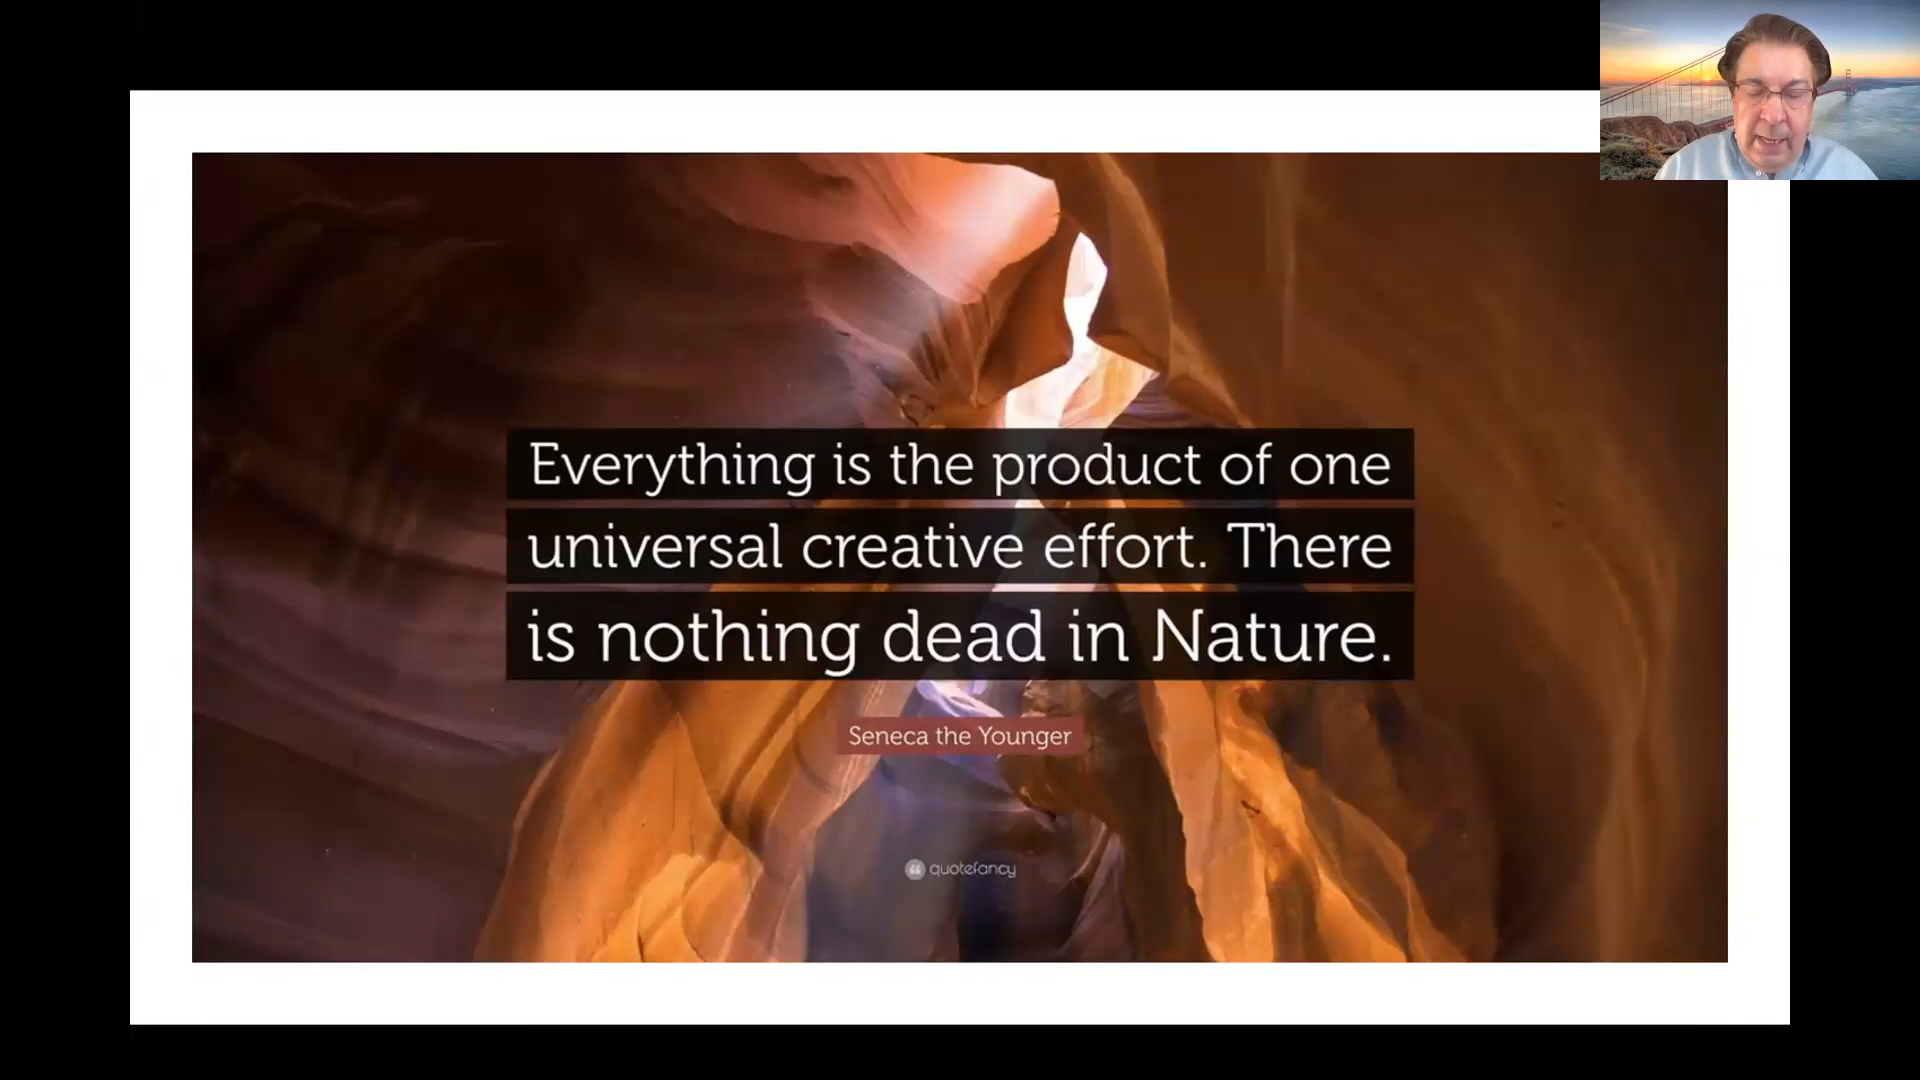 Everything is the product of one
universal creative effort. There
is nothing dead in Nature.
Seneca the Younger
quotefancy